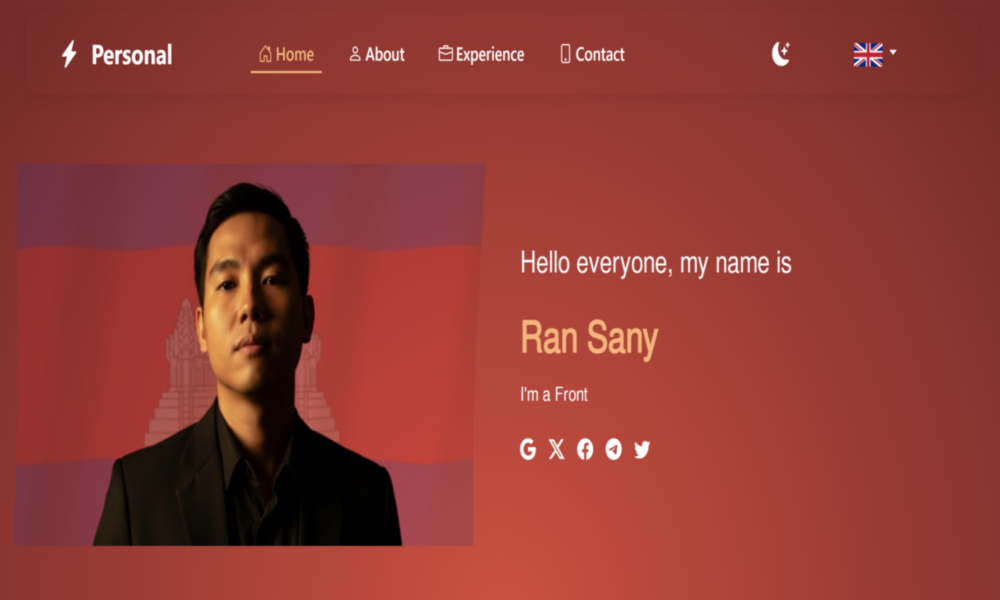 Personal
Home
About
Experience
Contact
Hello everyone, my name is
Ran Sany
I'm a Front